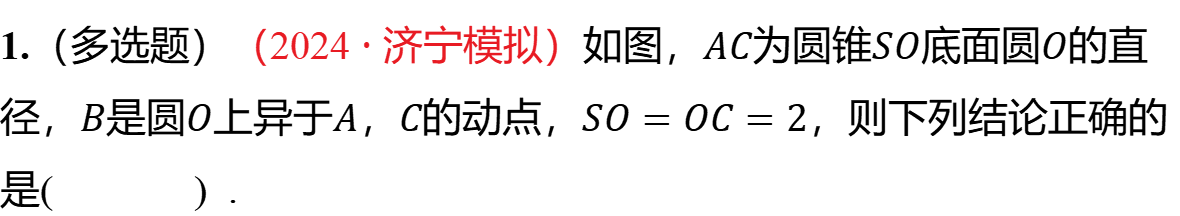 1.（多选题）（2024 · 济宁模拟）如图，AC为圆锥SO底面圆O的直
径，B是圆O上异于A，C的动点，SO = OC = 2，则下列结论正确的
是( ) .